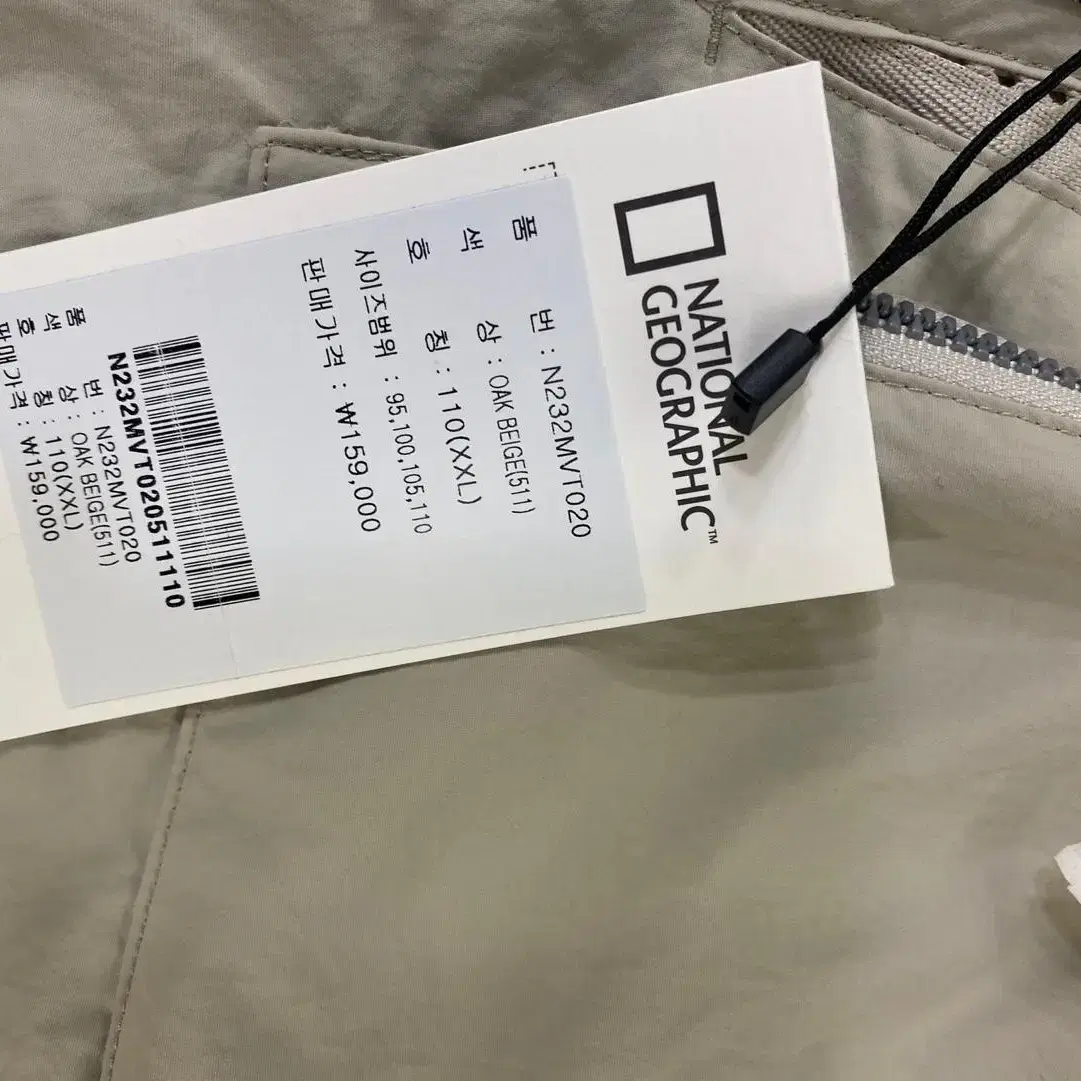 NATIONAL
GEOGRAPHIC™
품 번 : N232MVT020
색 상 : OAK BEIGE(511)
호 칭 : 110(XXL)
사이즈범위 : 95,100,105,110
판매가격 : ₩159,000
N232MVT020511110
품 번 : N232MVT020
색 상 : OAK BEIGE(511)
호 칭 : 110(XXL)
판매가격 : ₩159,000